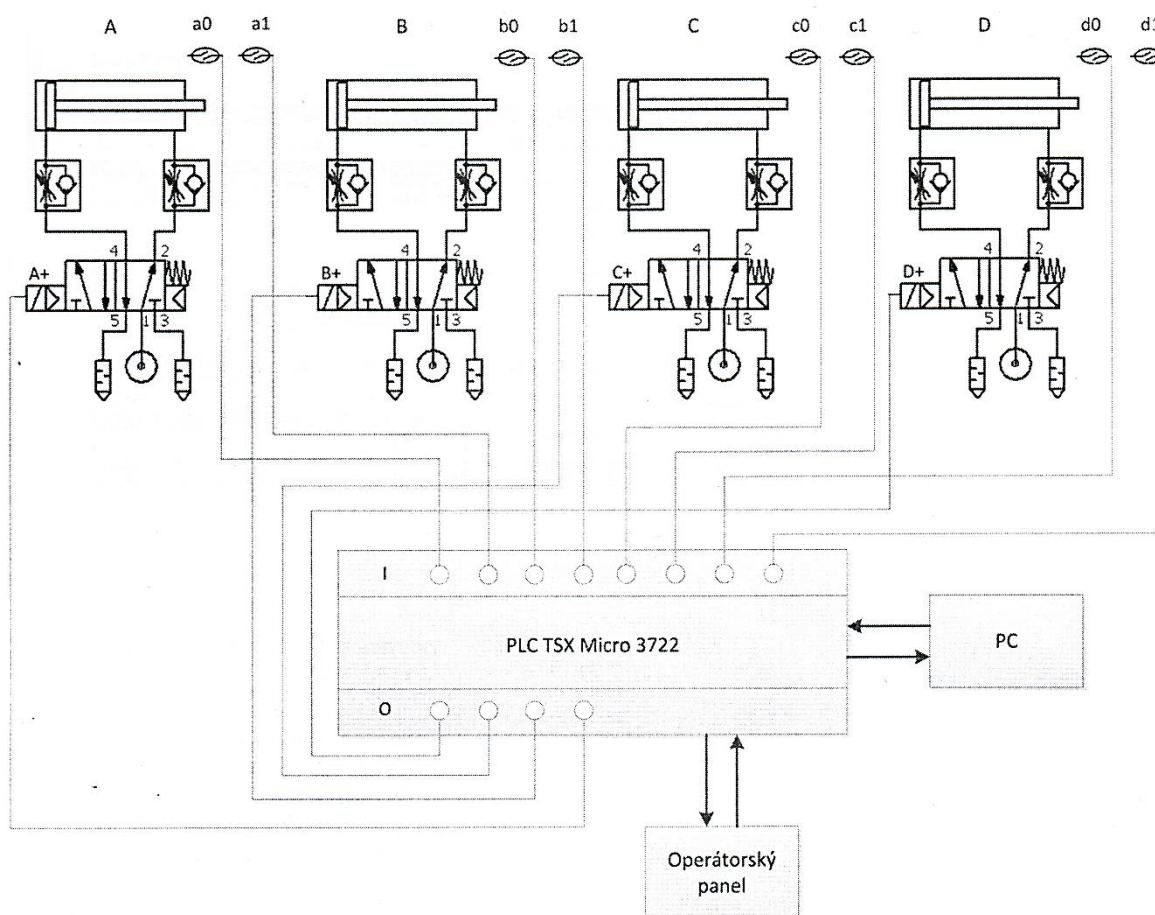 A a0 a1 B b0 b1 C c0 c1 D d0 d1
4 2 4 2 4 2 4 2
A+ B+ C+ D+
5 1 3 5 1 3 5 1 3 5 1 3
I
PLC TSX Micro 3722 PC
O
Operátorský
panel